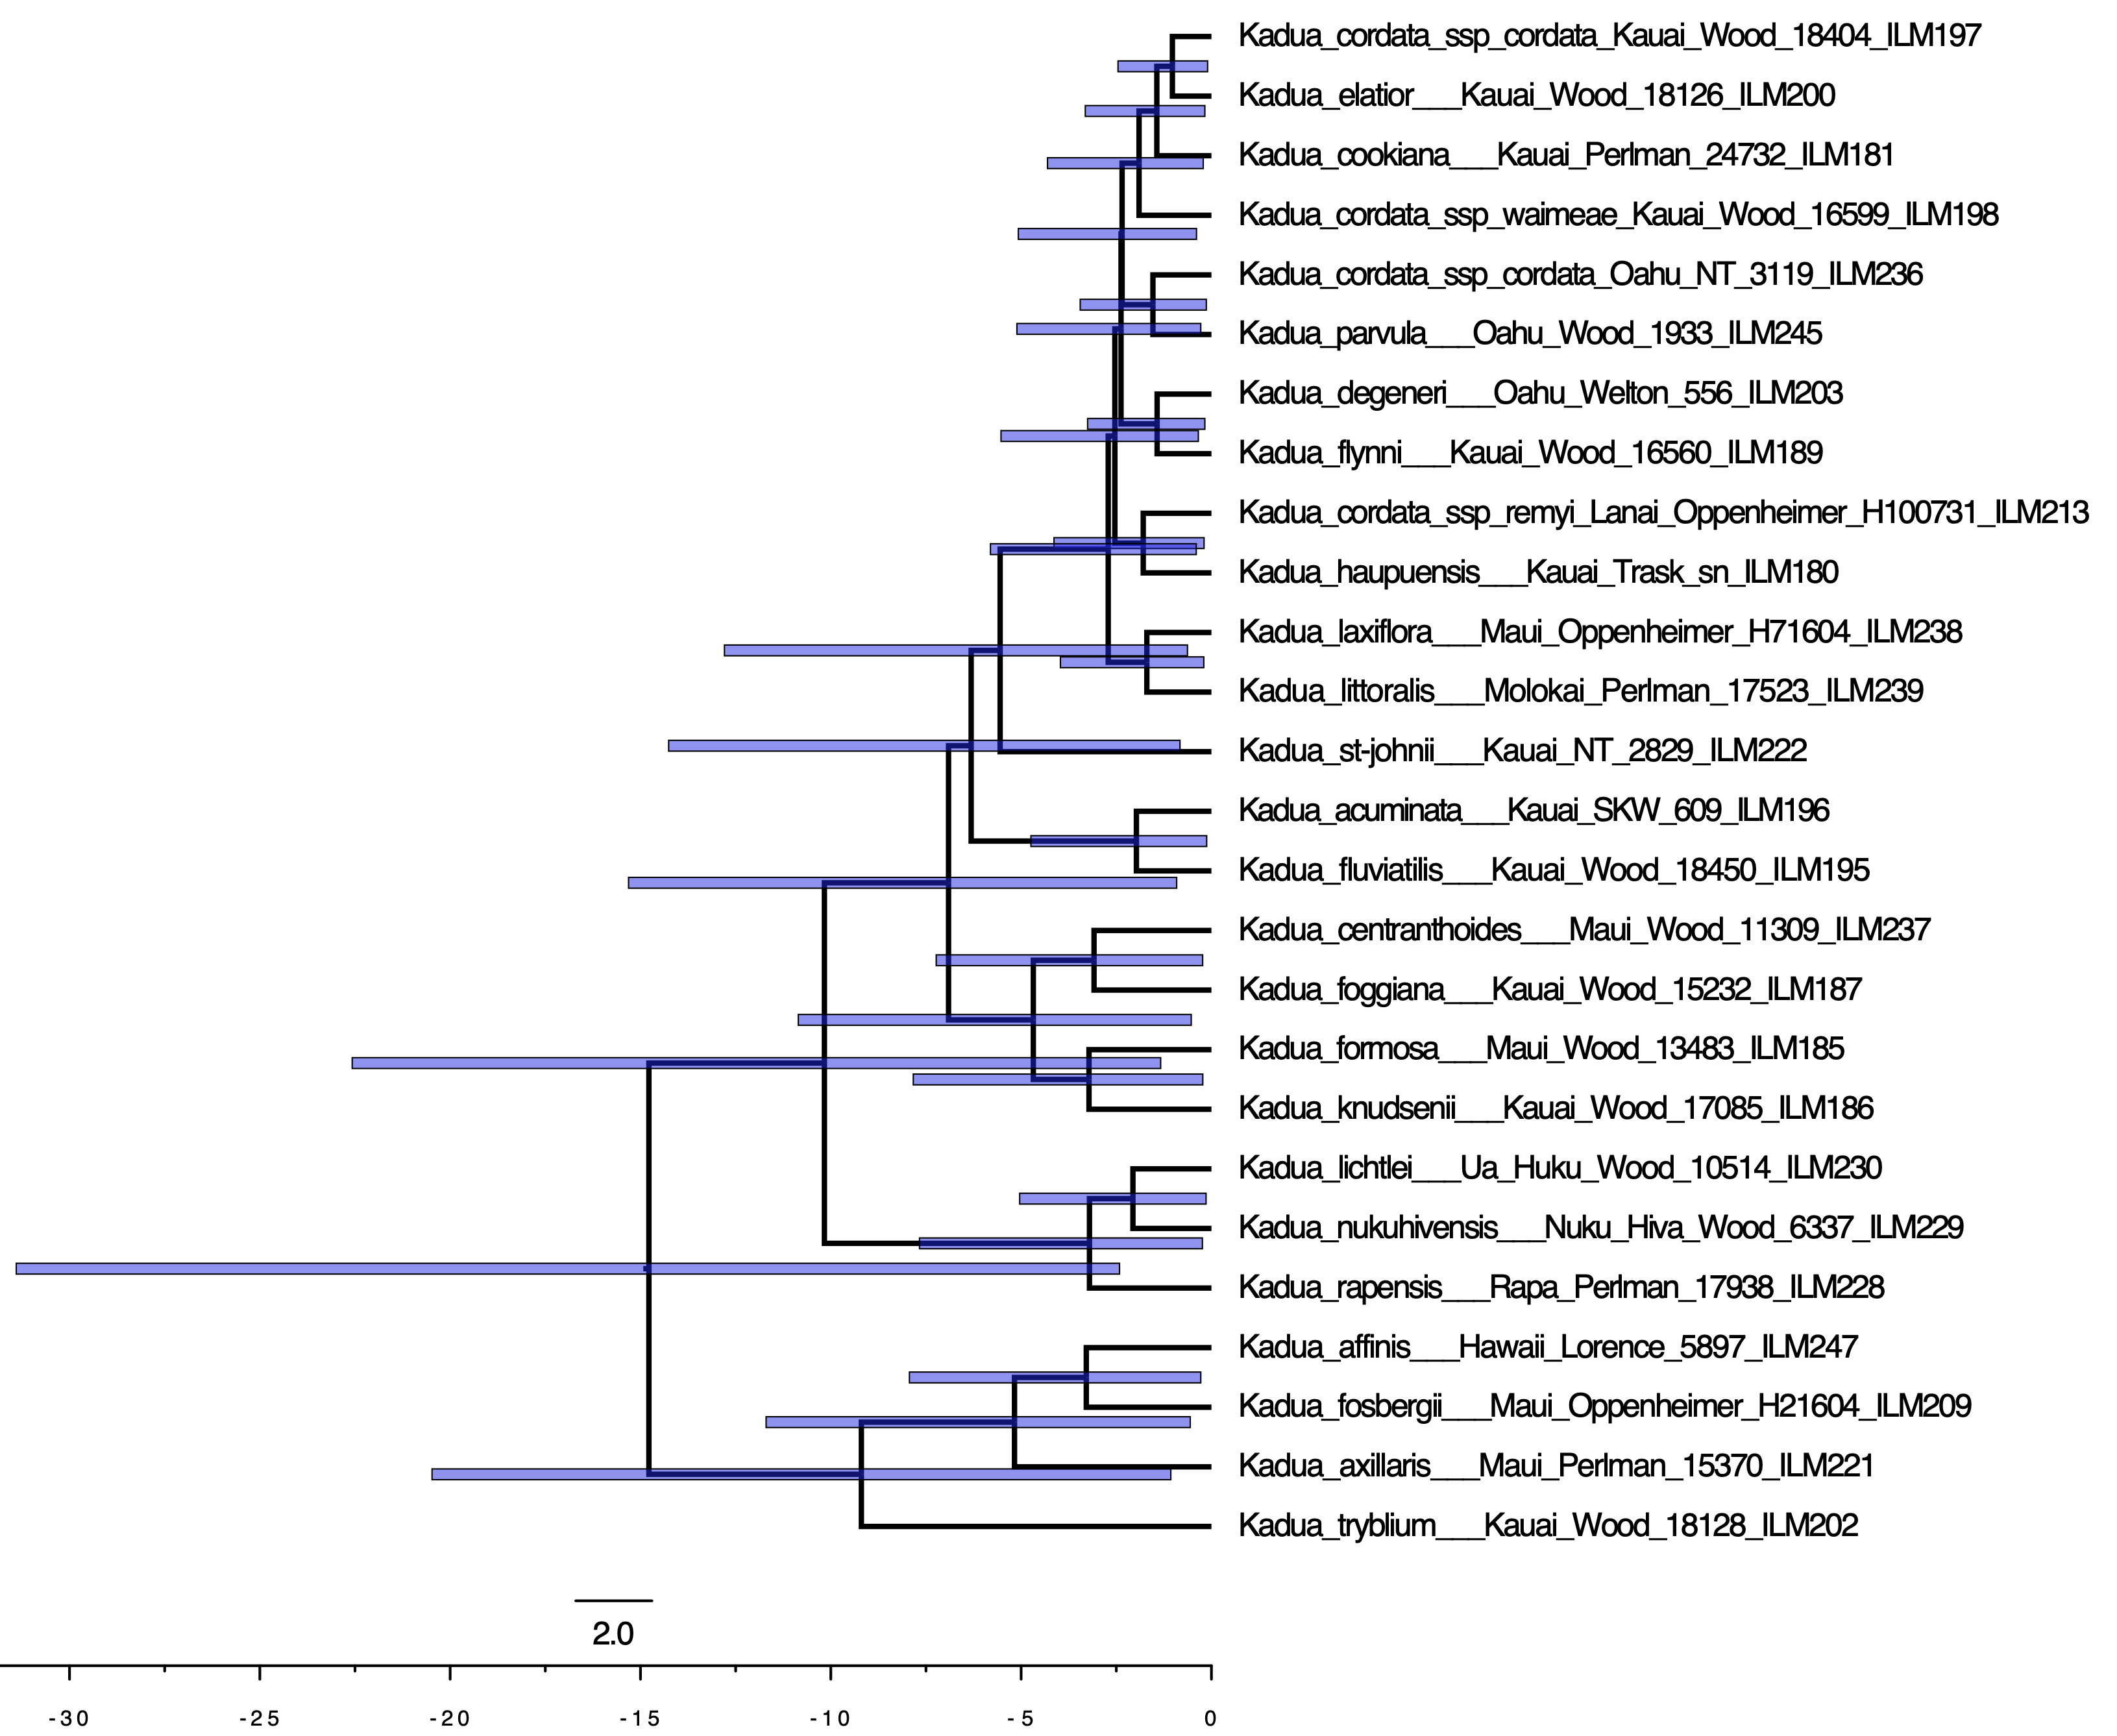 Kadua_cordata_ssp_cordata_Kauai_Wood_18404_ILM197
Kadua_elatior___Kauai_Wood_18126_ILM200
Kadua_cookiana___Kauai_Perlman_24732_ILM181
Kadua_cordata_ssp_waimeae_Kauai_Wood_16599_ILM198
Kadua_cordata_ssp_cordata_Oahu_NT_3119_ILM236
Kadua_parvula___Oahu_Wood_1933_ILM245
Kadua_degeneri___Oahu_Welton_556_ILM203
Kadua_flynni___Kauai_Wood_16560_ILM189
Kadua_cordata_ssp_remyi_Lanai_Oppenheimer_H100731_ILM213
Kadua_haupuensis___Kauai_Trask_sn_ILM180
Kadua_laxiflora___Maui_Oppenheimer_H71604_ILM238
Kadua_littoralis___Molokai_Perlman_17523_ILM239
Kadua_st-johnii___Kauai_NT_2829_ILM222
Kadua_acuminata___Kauai_SKW_609_ILM196
Kadua_fluviatilis___Kauai_Wood_18450_ILM195
Kadua_centranthoides___Maui_Wood_11309_ILM237
Kadua_foggiana___Kauai_Wood_15232_ILM187
Kadua_formosa___Maui_Wood_13483_ILM185
Kadua_knudsenii___Kauai_Wood_17085_ILM186
Kadua_lichtlei___Ua_Huku_Wood_10514_ILM230
Kadua_nukuhivensis___Nuku_Hiva_Wood_6337_ILM229
Kadua_rapensis___Rapa_Perlman_17938_ILM228
Kadua_affinis___Hawaii_Lorence_5897_ILM247
Kadua_fosbergii___Maui_Oppenheimer_H21604_ILM209
Kadua_axillaris___Maui_Perlman_15370_ILM221
Kadua_tryblium___Kauai_Wood_18128_ILM202
2.0
-30 -25 -20 -15 -10 -5 0